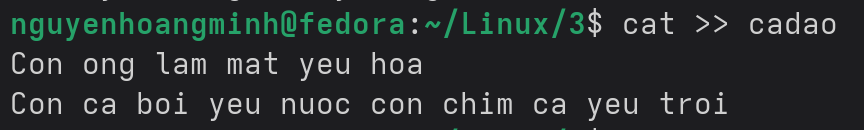 nguyenhoangminh@fedora:~/Linux/3$ cat >> cadao
Con ong lam mat yeu hoa
Con ca boi yeu nuoc con chim ca yeu troi